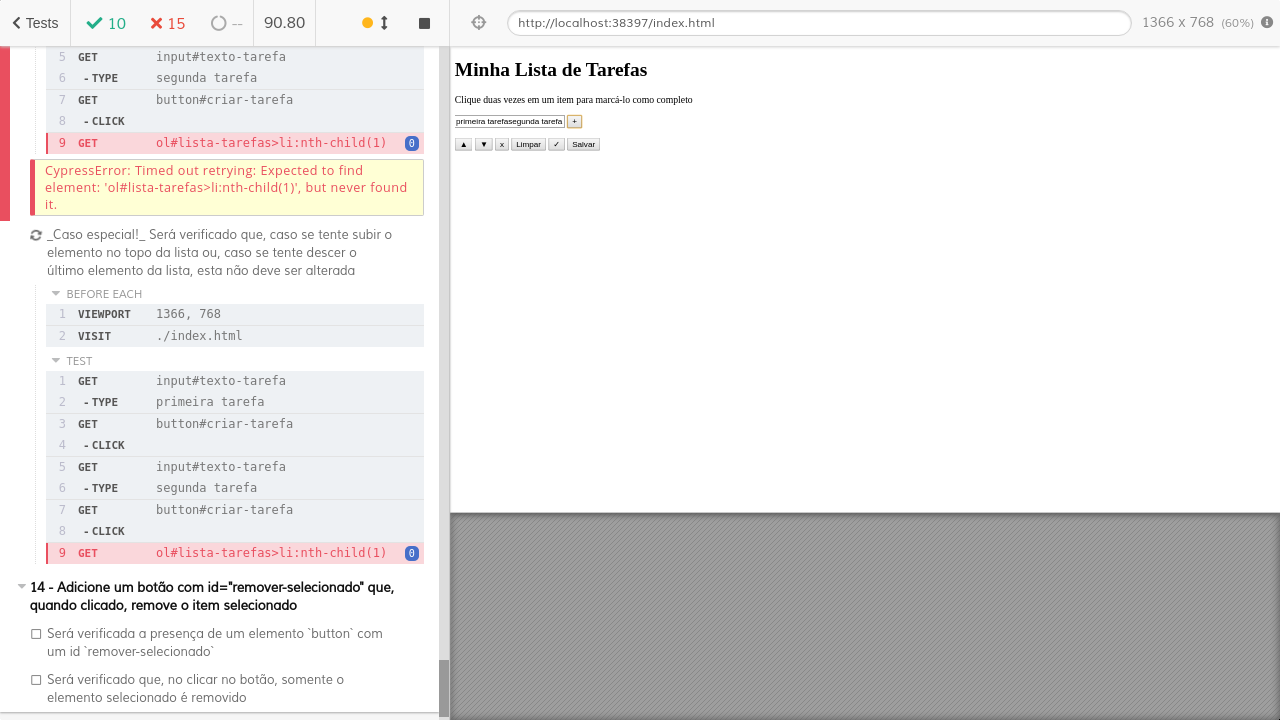 Tests
10
15
--
90.80
http://localhost:38397/index.html
1366 x 768 (60%)
5 GET input#texto-tarefa
6 - TYPE segunda tarefa
7 GET button#criar-tarefa
8 - CLICK
9 GET ol#lista-tarefas>li:nth-child(1) 0
CypressError: Timed out retrying: Expected to find
element: 'ol#lista-tarefas>li:nth-child(1)', but never found
it.
_Caso especial!_ Será verificado que, caso se tente subir o
elemento no topo da lista ou, caso se tente descer o
último elemento da lista, esta não deve ser alterada
BEFORE EACH
1 VIEWPORT 1366, 768
2 VISIT ./index.html
TEST
1 GET input#texto-tarefa
2 - TYPE primeira tarefa
3 GET button#criar-tarefa
4 - CLICK
5 GET input#texto-tarefa
6 - TYPE segunda tarefa
7 GET button#criar-tarefa
8 - CLICK
9 GET ol#lista-tarefas>li:nth-child(1) 0
14 - Adicione um botão com id="remover-selecionado" que,
quando clicado, remove o item selecionado
Será verificada a presença de um elemento `button` com
um id `remover-selecionado`
Será verificado que, no clicar no botão, somente o
elemento selecionado é removido
Minha Lista de Tarefas
Clique duas vezes em um item para marcá-lo como completo
primeira tarefasegunda tarefa +
▲ ▼ x Limpar ✓ Salvar